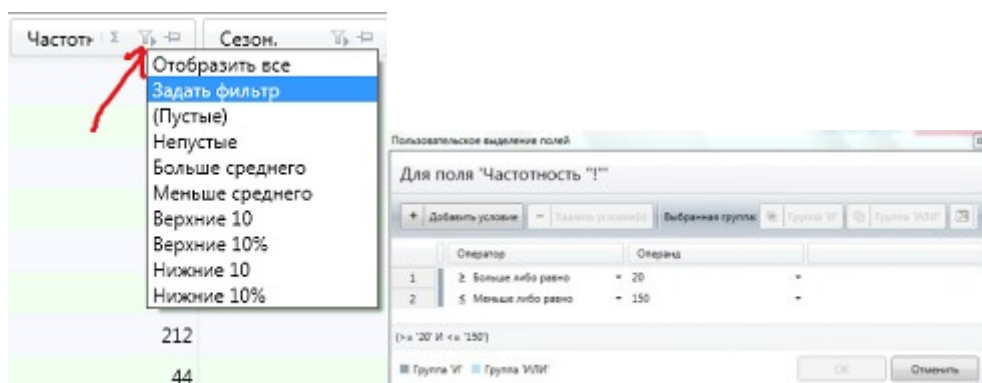 Частотн Σ
Сезон.
Отобразить все
Задать фильтр
(Пустые)
Непустые
Больше среднего
Меньше среднего
Верхние 10
Верхние 10%
Нижние 10
Нижние 10%
212
44
Пользовательское выделение полей
Для поля 'Частотность "!"'
+ Добавить условие
− Удалить условие(я)
Выбранная группа:
Группа 'И'
Группа 'ИЛИ'
Оператор Операнд
1 ≥ Больше либо равно 20
2 ≤ Меньше либо равно 150
(>= '20' И <= '150')
Группа 'И' Группа 'ИЛИ'
OK Отменить